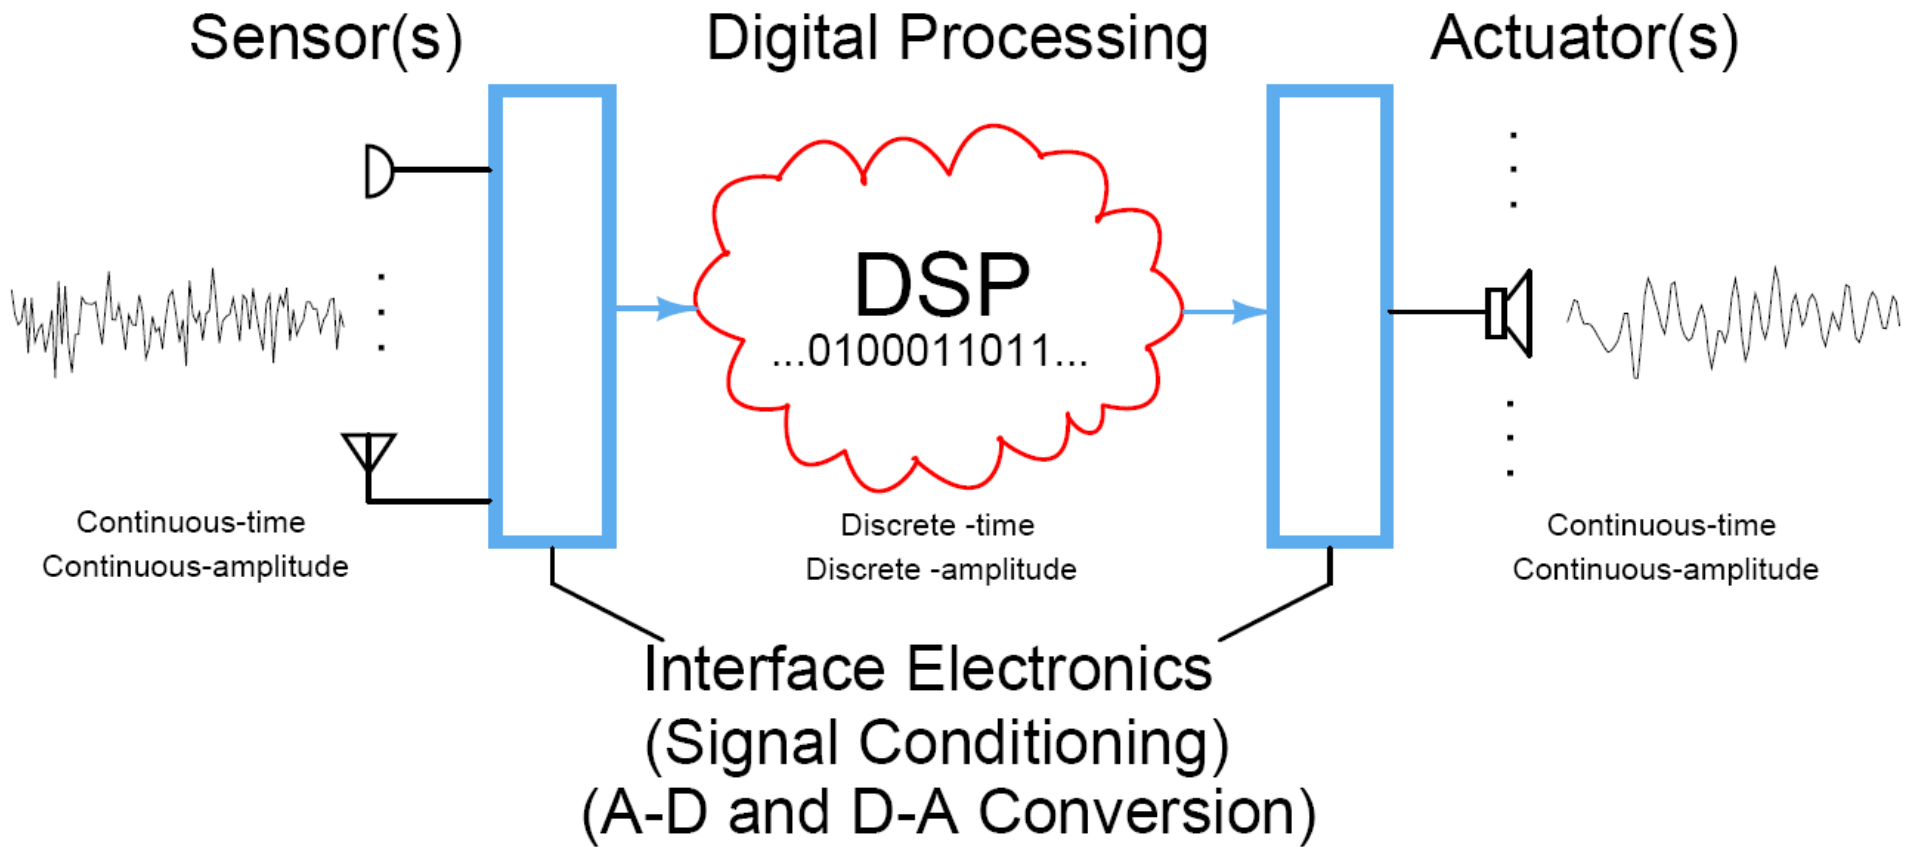 Sensor(s)
Digital Processing
Actuator(s)
DSP
...0100011011...
Continuous-time
Continuous-amplitude
Discrete -time
Discrete -amplitude
Continuous-time
Continuous-amplitude
Interface Electronics
(Signal Conditioning)
(A-D and D-A Conversion)